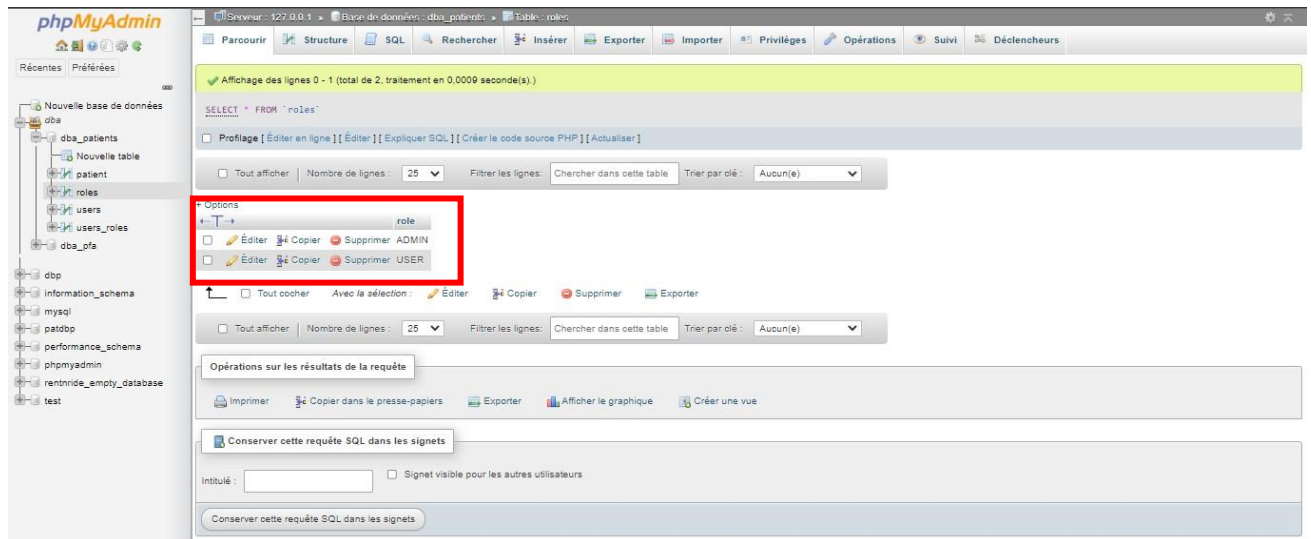 phpMyAdmin
Récentes Préférées
Nouvelle base de données
dba
dba_patients
Nouvelle table
patient
roles
users
users_roles
dba_pfa
dbp
information_schema
mysql
patdbp
performance_schema
phpmyadmin
rentnride_empty_database
test
Serveur : 127.0.0.1 » Base de données : dba_patients » Table : roles
Parcourir Structure SQL Rechercher Insérer Exporter Importer Privilèges Opérations Suivi Déclencheurs
Affichage des lignes 0 - 1 (total de 2, traitement en 0,0009 seconde(s).)
SELECT * FROM `roles`
Profilage [ Éditer en ligne ] [ Éditer ] [ Expliquer SQL ] [ Créer le code source PHP ] [ Actualiser ]
Tout afficher | Nombre de lignes : 25 Filtrer les lignes: Chercher dans cette table Trier par clé : Aucun(e)
+ Options
←T→ role
Éditer Copier Supprimer ADMIN
Éditer Copier Supprimer USER
Tout cocher Avec la sélection : Éditer Copier Supprimer Exporter
Tout afficher | Nombre de lignes : 25 Filtrer les lignes: Chercher dans cette table Trier par clé : Aucun(e)
Opérations sur les résultats de la requête
Imprimer Copier dans le presse-papiers Exporter Afficher le graphique Créer une vue
Conserver cette requête SQL dans les signets
Intitulé : Signet visible pour les autres utilisateurs
Conserver cette requête SQL dans les signets